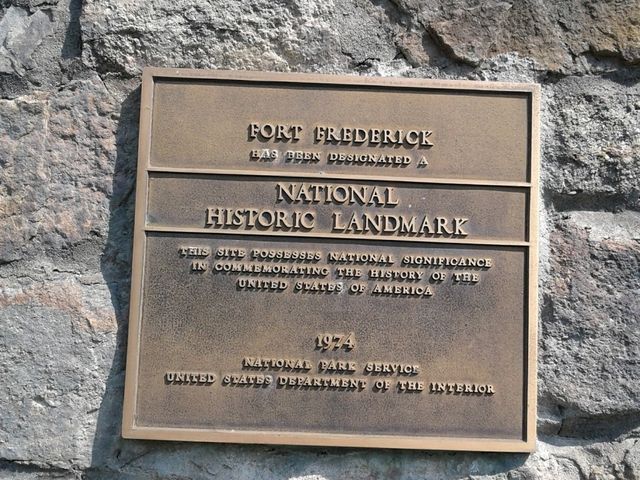 FORT FREDERICK
HAS BEEN DESIGNATED A
NATIONAL
HISTORIC LANDMARK
THIS SITE POSSESSES NATIONAL SIGNIFICANCE
IN COMMEMORATING THE HISTORY OF THE
UNITED STATES OF AMERICA
1974
NATIONAL PARK SERVICE
UNITED STATES DEPARTMENT OF THE INTERIOR